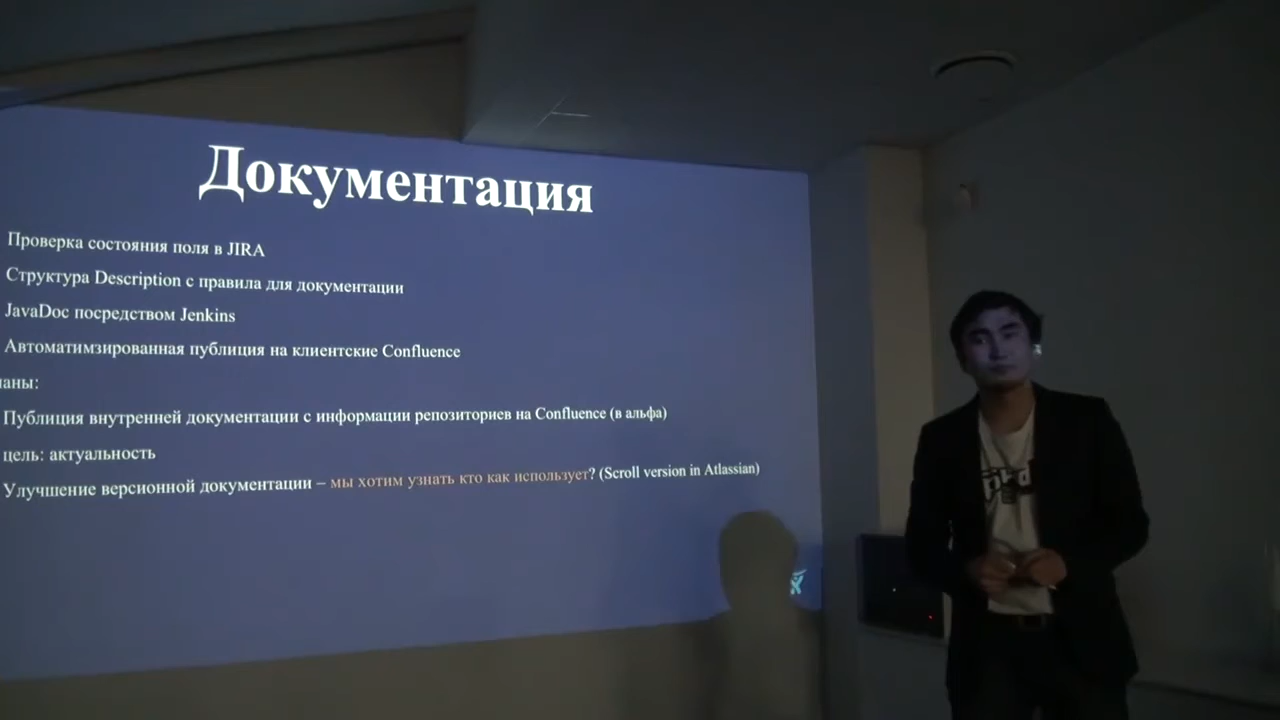 Документация
Проверка состояния поля в JIRA
Структура Description с правила для документации
JavaDoc посредством Jenkins
Автоматимзированная публиция на клиентские Confluence
аны:
Публиция внутренней документации с информации репозиториев на Confluence (в альфа)
цель: актуальность
Улучшение версионной документации – мы хотим узнать кто как использует? (Scroll version in Atlassian)